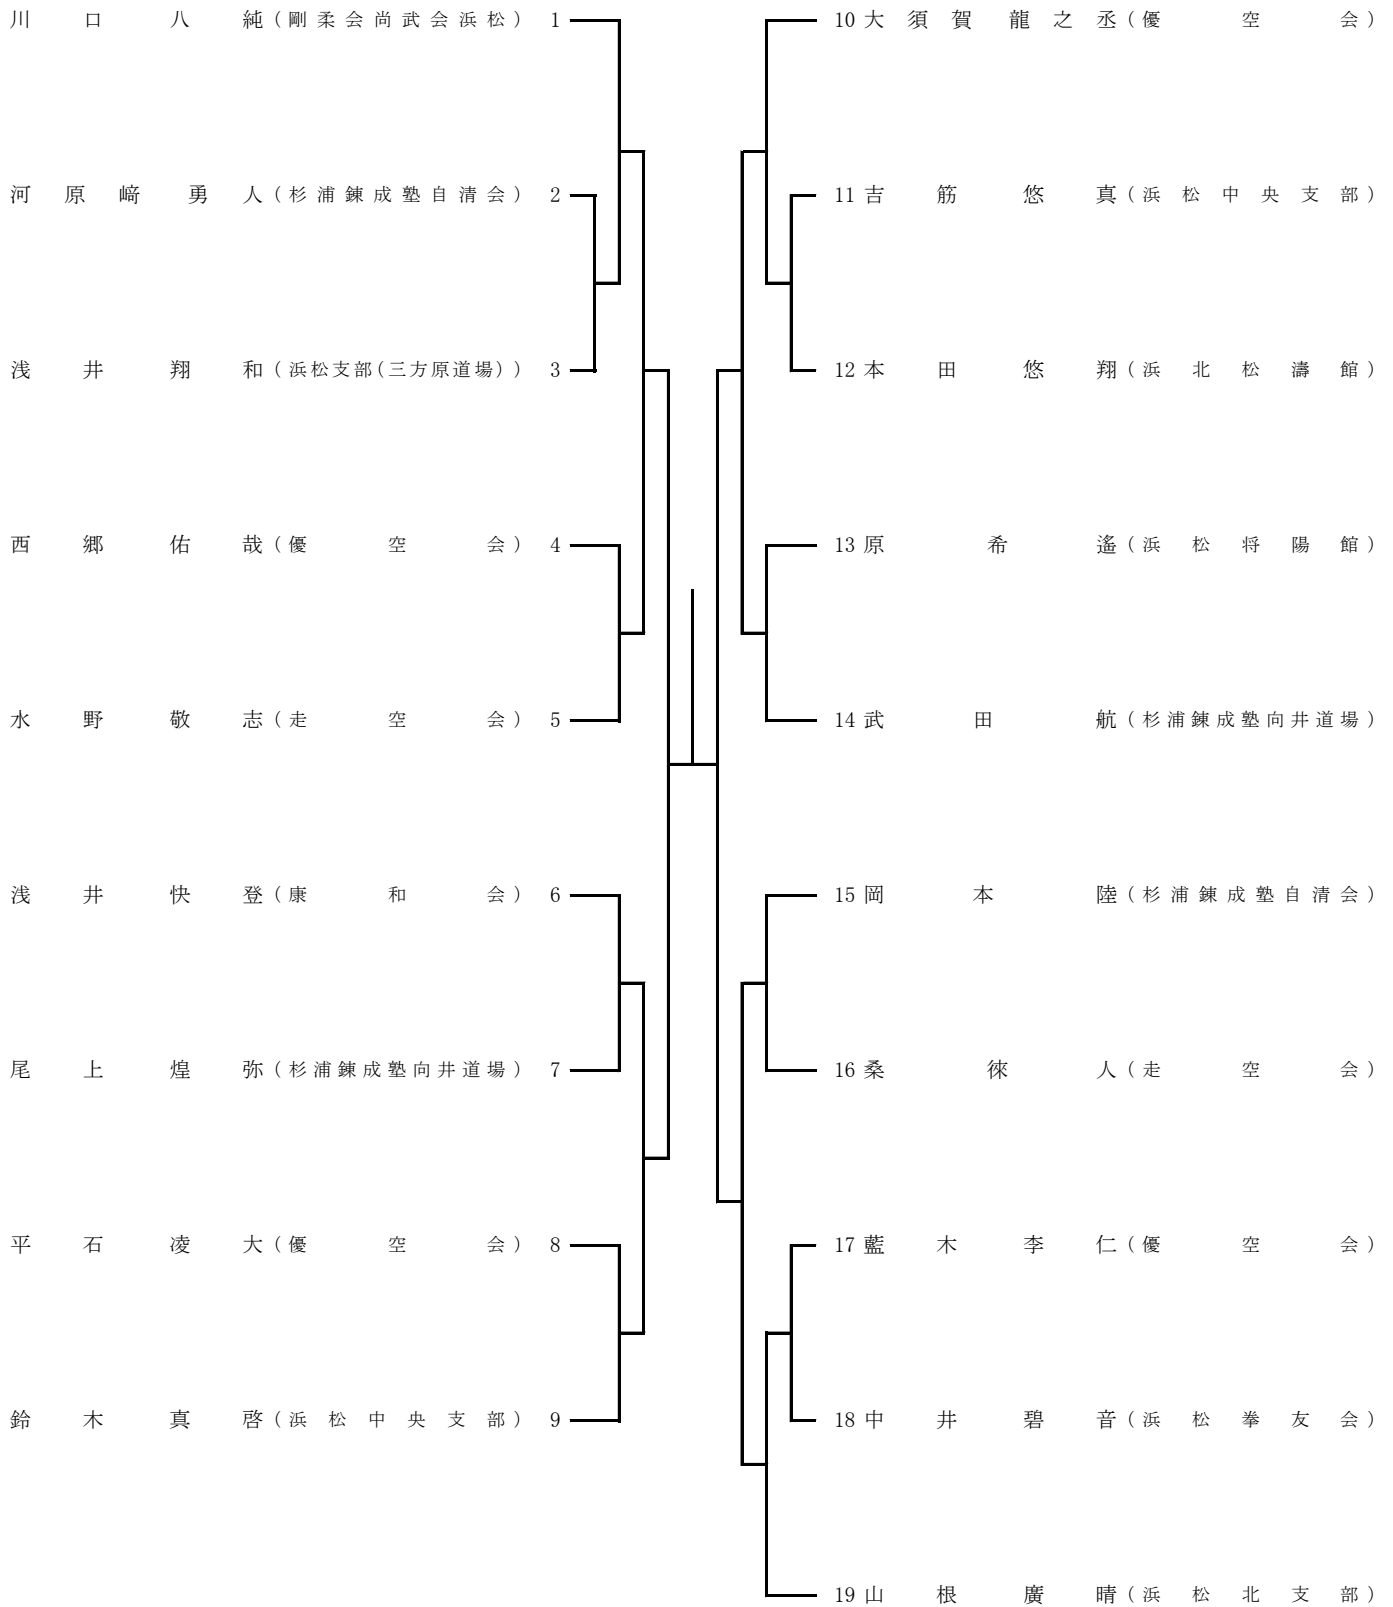 川口八純(剛柔会尚武会浜松) 1
河原﨑勇人(杉浦錬成塾自清会) 2
浅井翔和(浜松支部(三方原道場)) 3
西郷佑哉(優空会) 4
水野敬志(走空会) 5
浅井快登(康和会) 6
尾上煌弥(杉浦錬成塾向井道場) 7
平石凌大(優空会) 8
鈴木真啓(浜松中央支部) 9
10 大須賀龍之丞(優空会)
11 吉筋悠真(浜松中央支部)
12 本田悠翔(浜北松濤館)
13 原希遙(浜松将陽館)
14 武田航(杉浦錬成塾向井道場)
15 岡本陸(杉浦錬成塾自清会)
16 桑徠人(走空会)
17 藍木李仁(優空会)
18 中井碧音(浜松拳友会)
19 山根廣晴(浜松北支部)